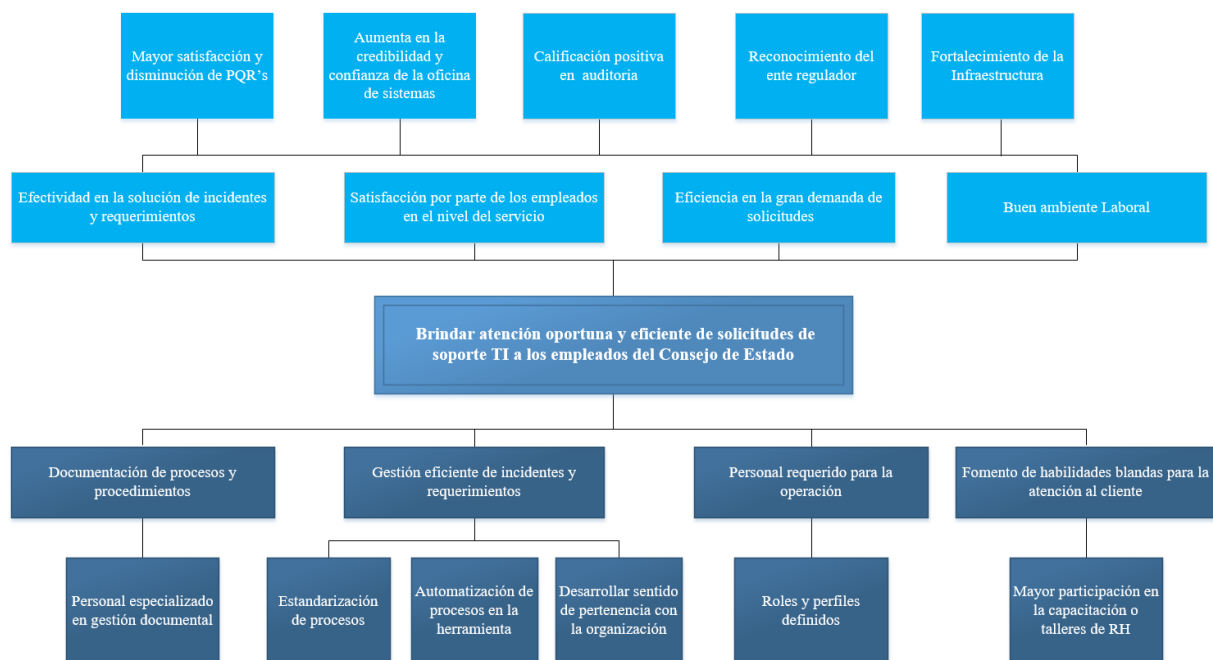 Mayor satisfacción y
disminución de PQR's
Aumenta en la
credibilidad y
confianza de la oficina
de sistemas
Calificación positiva
en auditoria
Reconocimiento del
ente regulador
Fortalecimiento de la
Infraestructura
Efectividad en la solución de incidentes
y requerimientos
Satisfacción por parte de los empleados
en el nivel del servicio
Eficiencia en la gran demanda de
solicitudes
Buen ambiente Laboral
Brindar atención oportuna y eficiente de solicitudes de
soporte TI a los empleados del Consejo de Estado
Documentación de procesos y
procedimientos
Gestión eficiente de incidentes y
requerimientos
Personal requerido para la
operación
Fomento de habilidades blandas para la
atención al cliente
Personal especializado
en gestión documental
Estandarización
de procesos
Automatización de
procesos en la
herramienta
Desarrollar sentido
de pertenencia con
la organización
Roles y perfiles
definidos
Mayor participación en
la capacitación o
talleres de RH